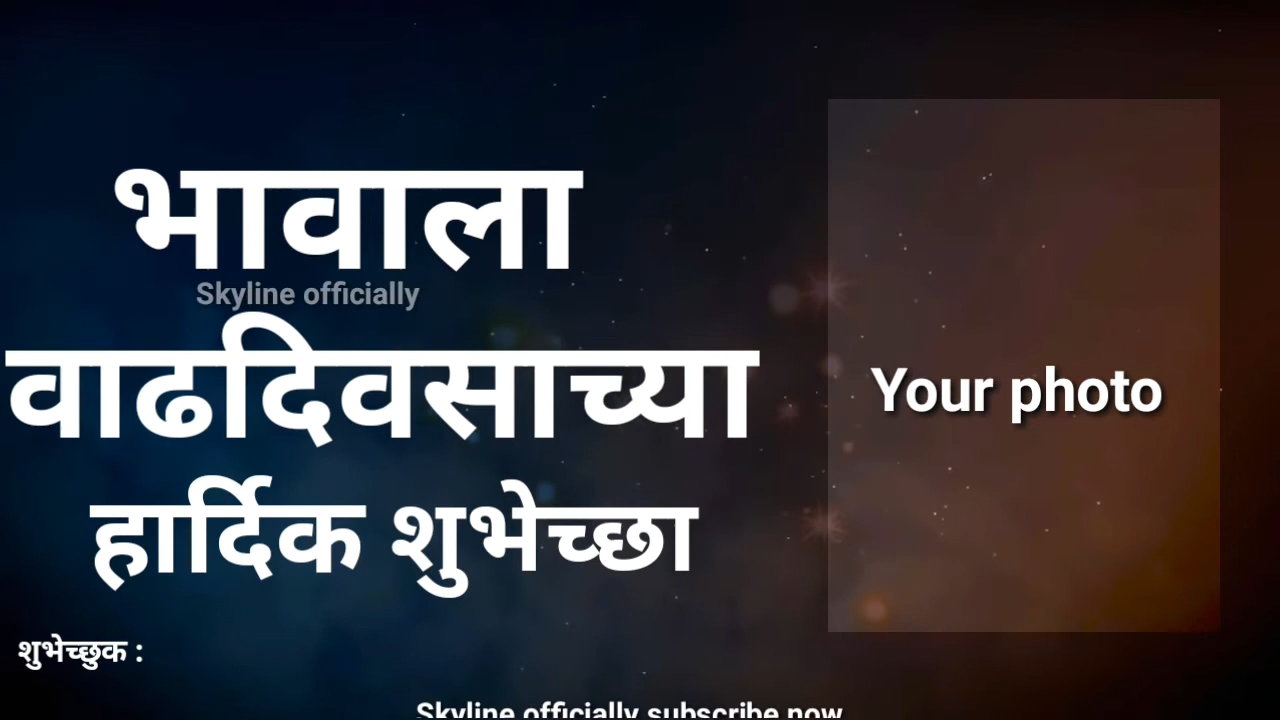 भावाला
Skyline officially
वाढदिवसाच्या
हार्दिक शुभेच्छा
Your photo
शुभेच्छुक :
Skyline officially subscribe now